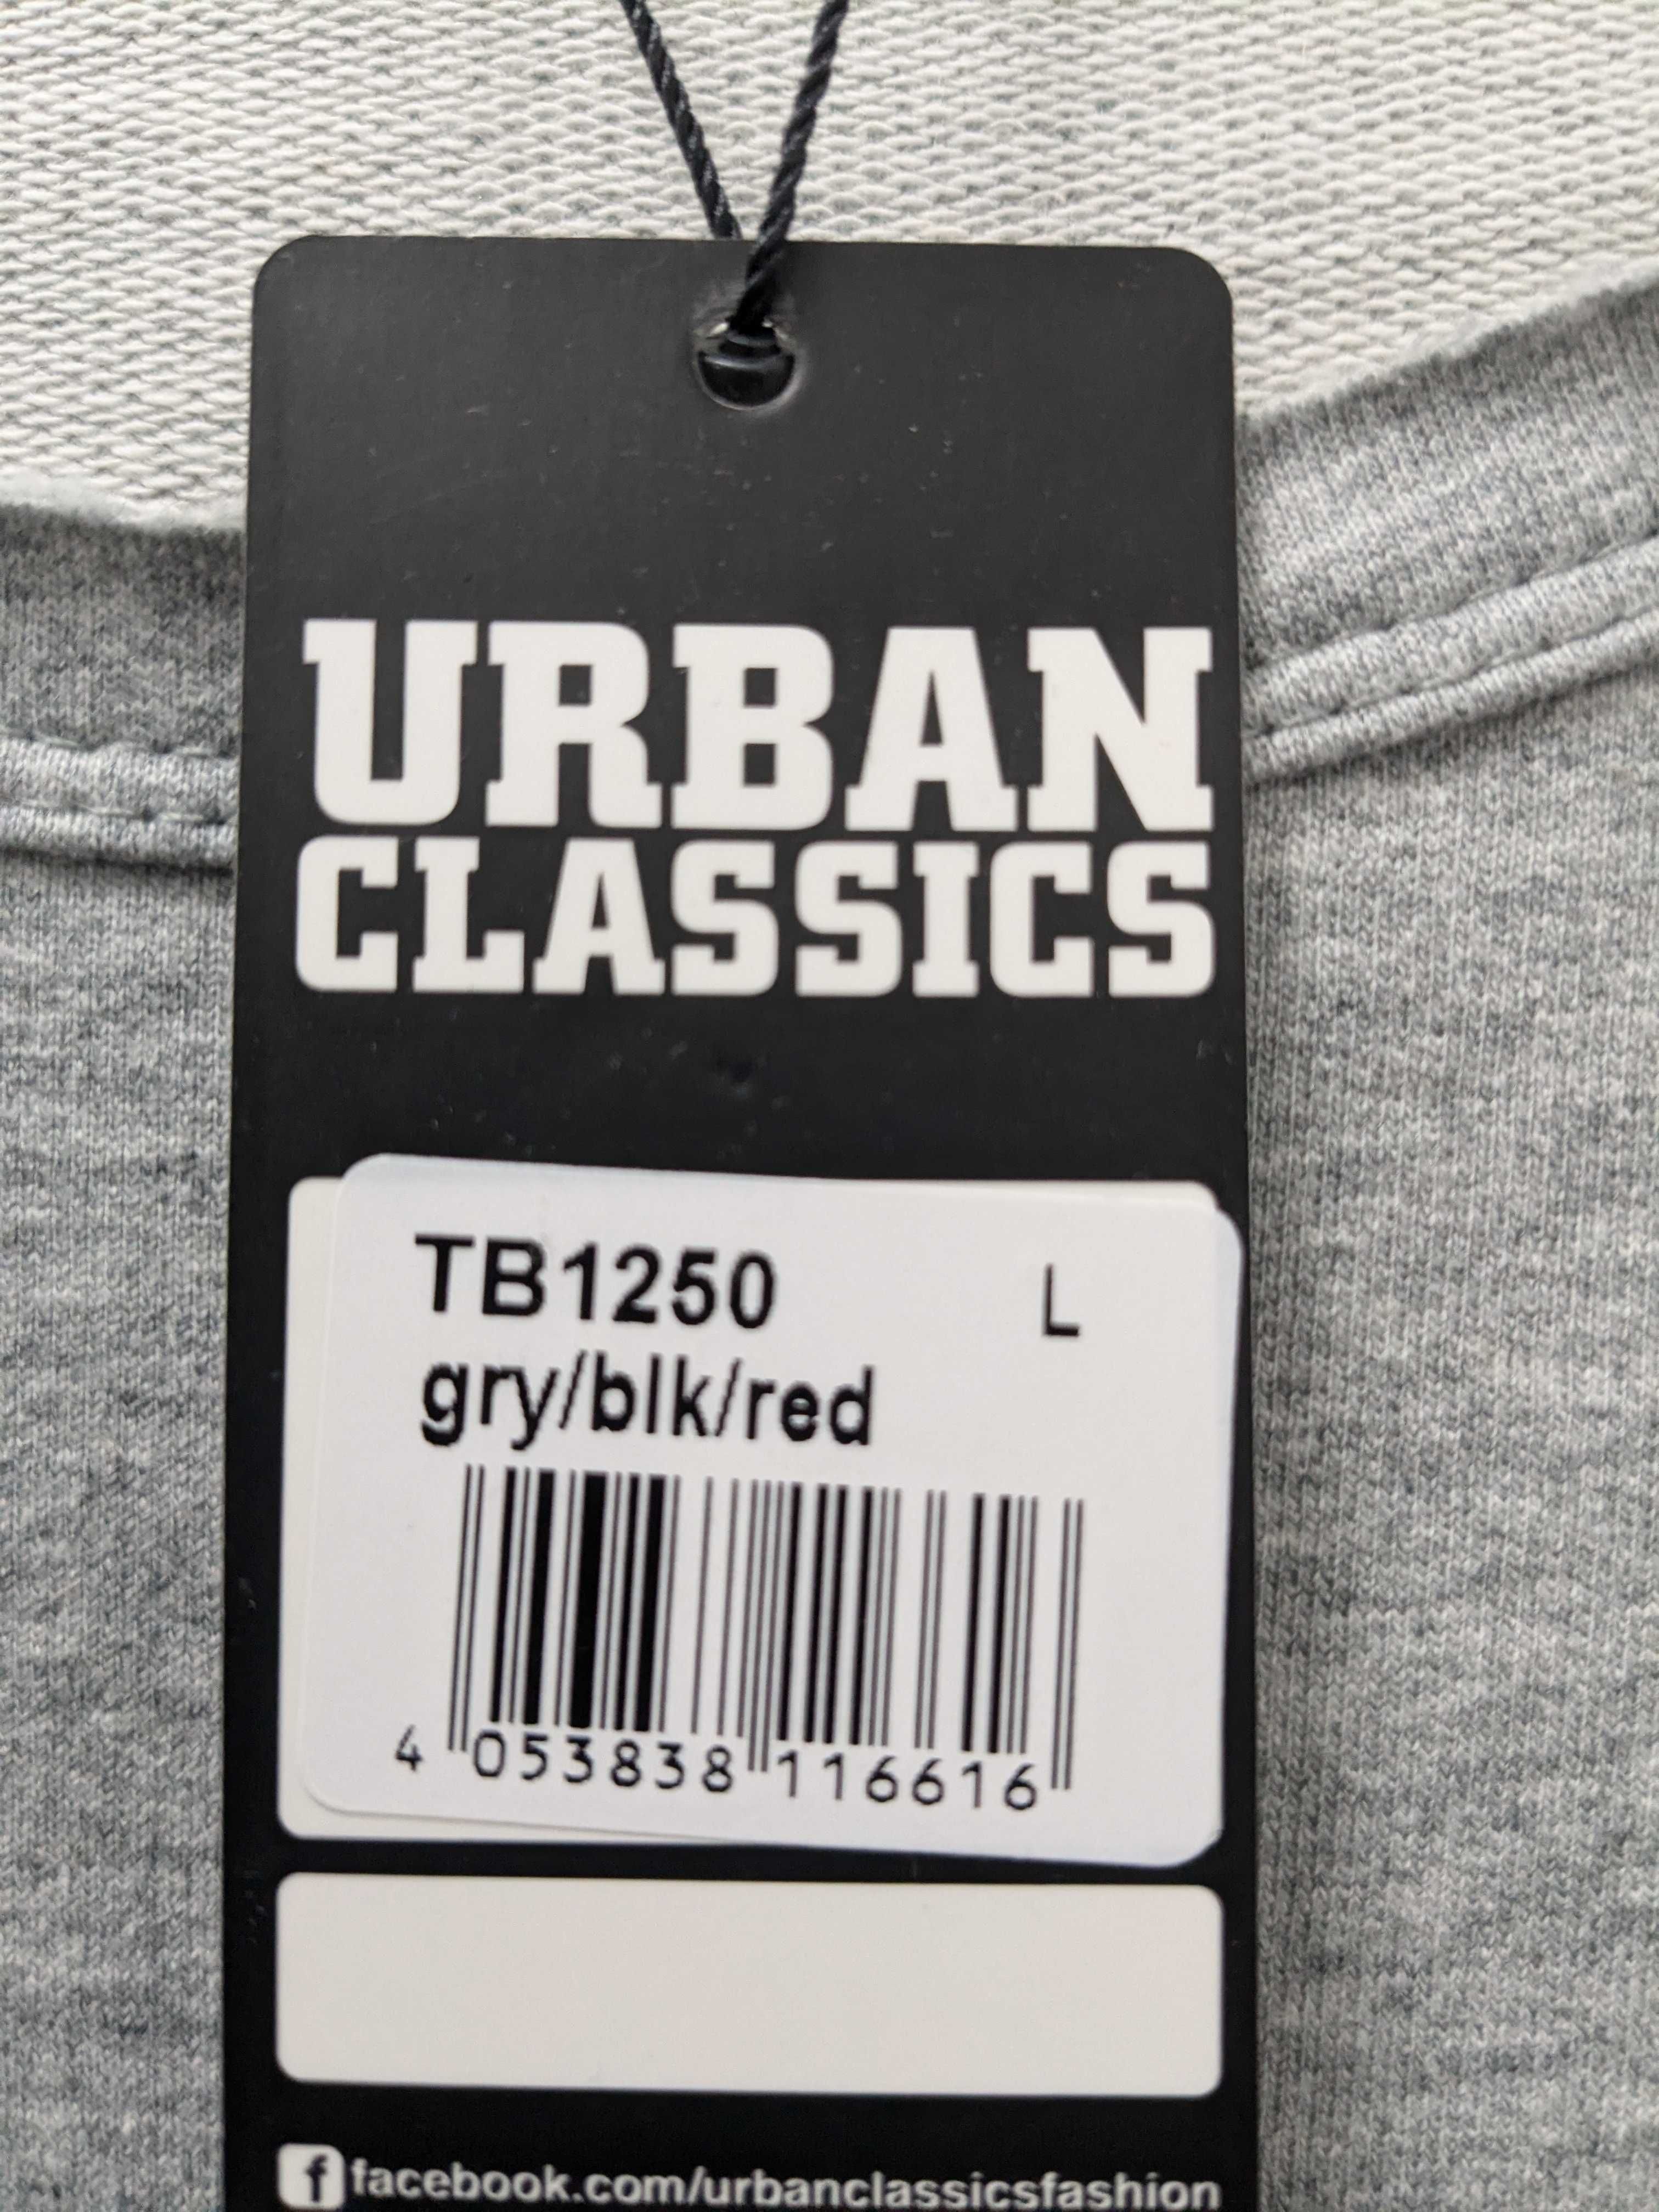 URBAN
CLASSICS
TB1250 L
gry/blk/red
4 053838 116616
f facebook.com/urbanclassicsfashion